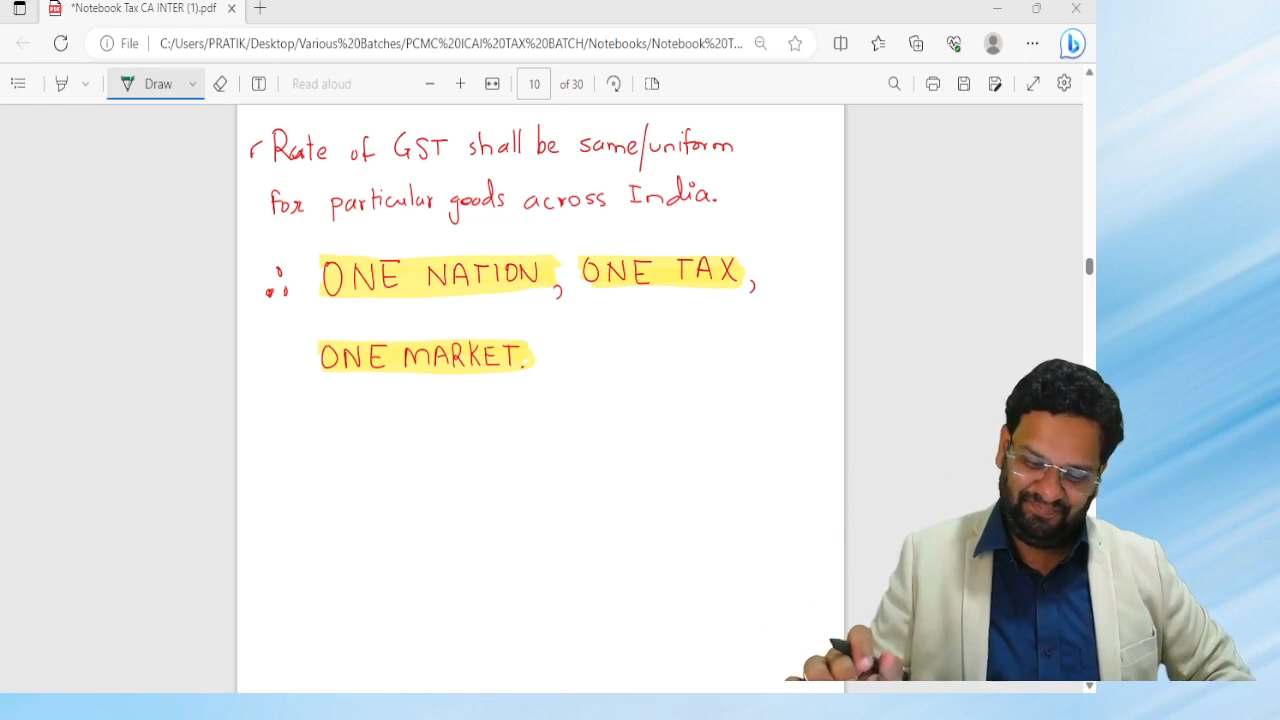 *Notebook Tax CA INTER (1).pdf
File C:/Users/PRATIK/Desktop/Various%20Batches/PCMC%20ICAI%20TAX%20BATCH/Notebooks/Notebook%20T...
Draw Read aloud 10 of 30
Rate of GST shall be same/uniform
for particular goods across India.
∴ ONE NATION, ONE TAX,
ONE MARKET.